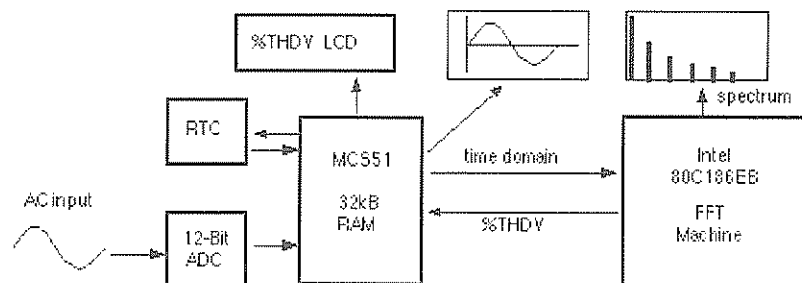 %THDV LCD
spectrum
RTC
MCS51
32kB
RAM
time domain
%THDV
Intel
80C186EB
FFT
Machine
AC input
12-Bit
ADC